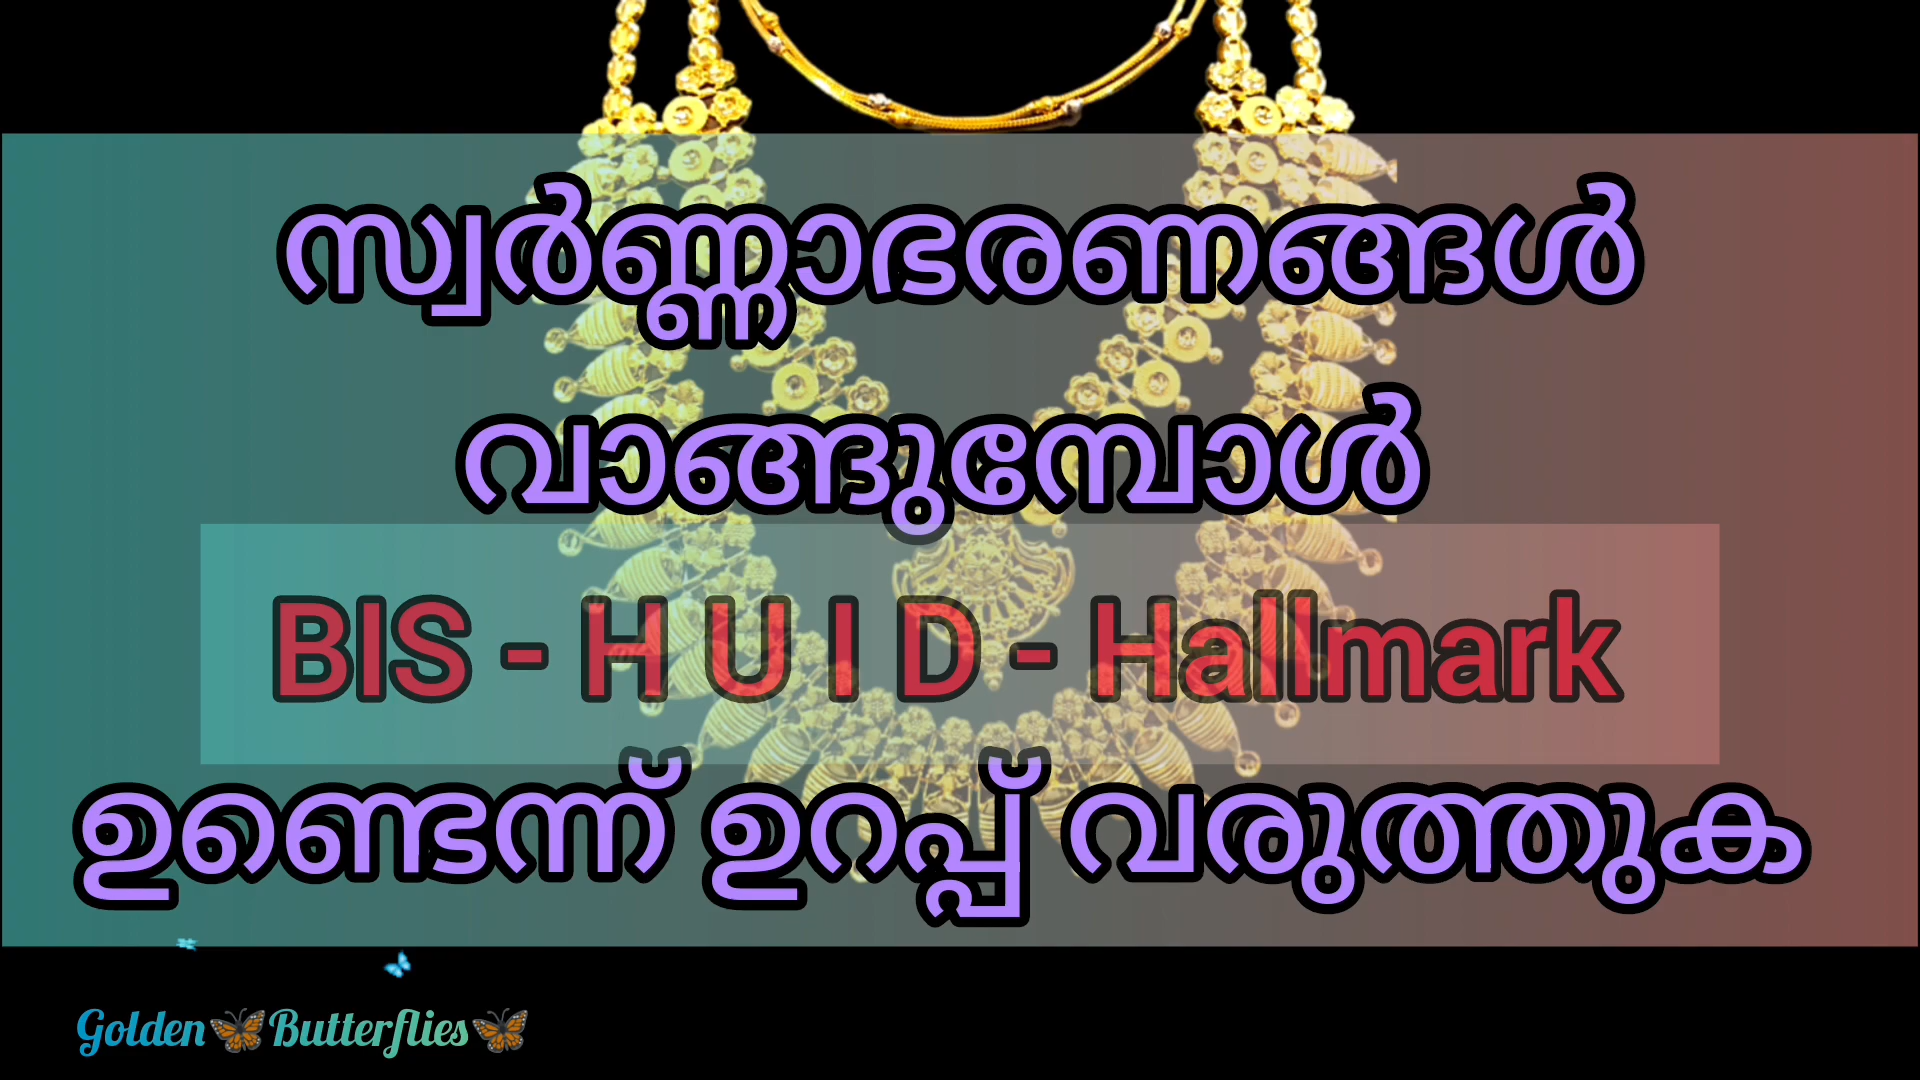 സ്വർണ്ണാഭരണങ്ങൾ
വാങ്ങുമ്പോൾ
BIS - H U I D - Hallmark
ഉണ്ടെന്ന് ഉറപ്പ് വരുത്തുക
Golden🦋Butterflies🦋